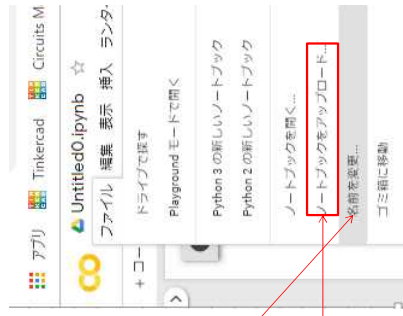 アプリ Tinkercad Circuits M
Untitled0.ipynb
ファイル 編集 表示 挿入 ランタ
+ コー
ドライブで探す
Playground モードで開く
Python 3 の新しいノートブック
Python 2 の新しいノートブック
ノートブックを開く...
ノートブックをアップロード...
名前を変更...
ゴミ箱に移動